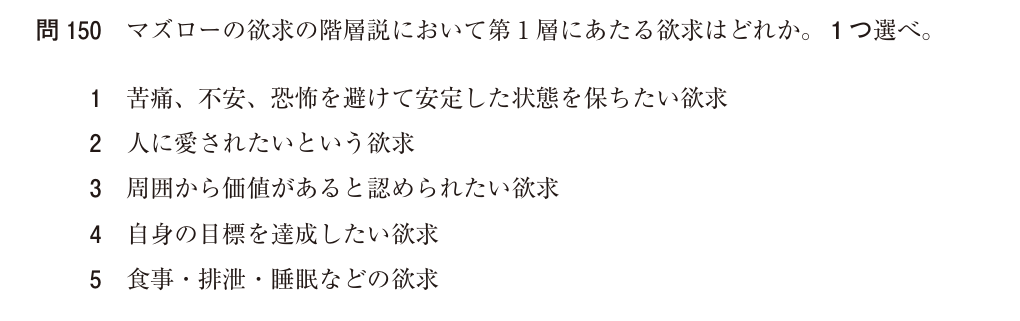 問 150　マズローの欲求の階層説において第１層にあたる欲求はどれか。１つ選べ。
1　苦痛、不安、恐怖を避けて安定した状態を保ちたい欲求
2　人に愛されたいという欲求
3　周囲から価値があると認められたい欲求
4　自身の目標を達成したい欲求
5　食事・排泄・睡眠などの欲求